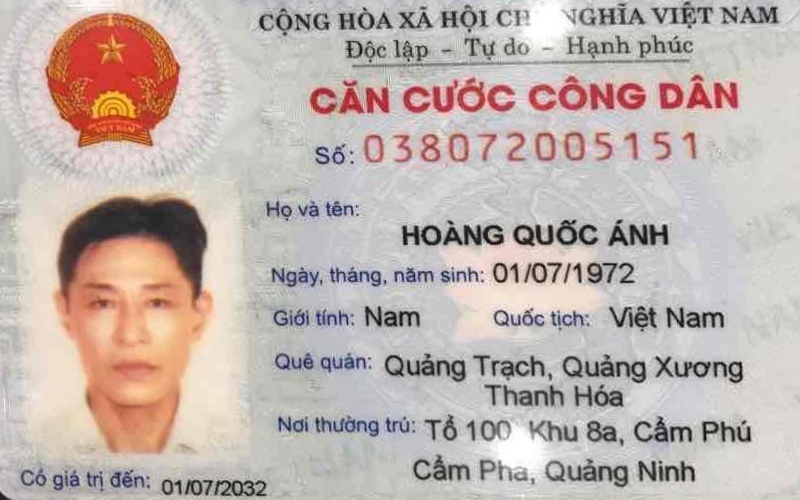 CỘNG HÒA XÃ HỘI CHỦ NGHĨA VIỆT NAM
Độc lập - Tự do - Hạnh phúc
VIỆT NAM
CĂN CƯỚC CÔNG DÂN
Số: 038072005151
Họ và tên:
HOÀNG QUỐC ÁNH
Ngày, tháng, năm sinh: 01/07/1972
Giới tính: Nam Quốc tịch: Việt Nam
Quê quán: Quảng Trạch, Quảng Xương
Thanh Hóa
Nơi thường trú: Tổ 100 Khu 8a, Cẩm Phú
Cẩm Pha, Quảng Ninh
Có giá trị đến: 01/07/2032